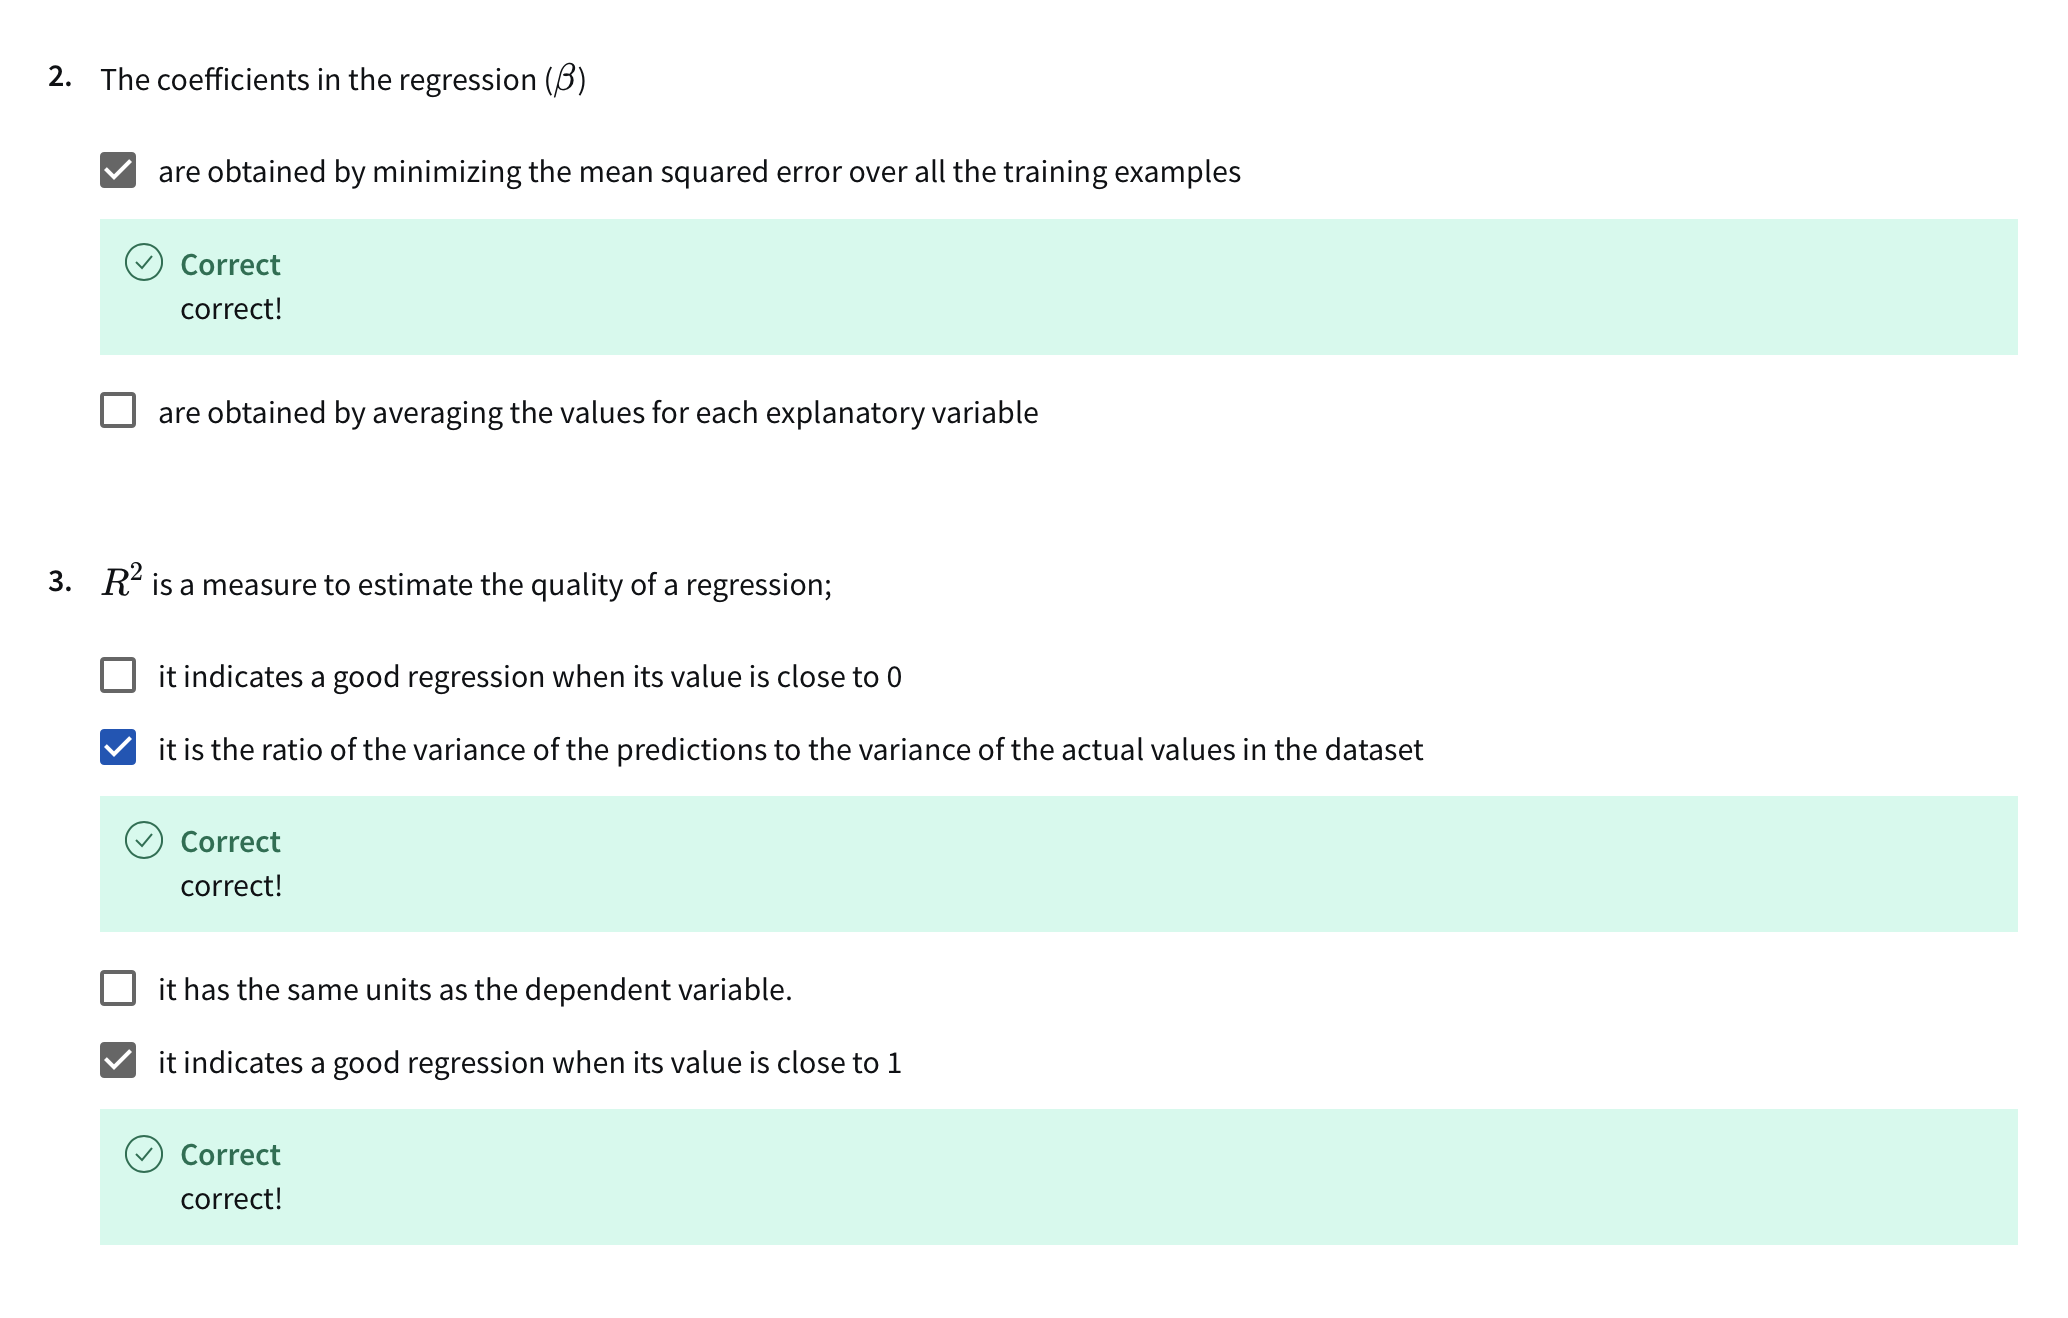 2. The coefficients in the regression (β)
are obtained by minimizing the mean squared error over all the training examples
Correct
correct!
are obtained by averaging the values for each explanatory variable
3. R² is a measure to estimate the quality of a regression;
it indicates a good regression when its value is close to 0
it is the ratio of the variance of the predictions to the variance of the actual values in the dataset
Correct
correct!
it has the same units as the dependent variable.
it indicates a good regression when its value is close to 1
Correct
correct!